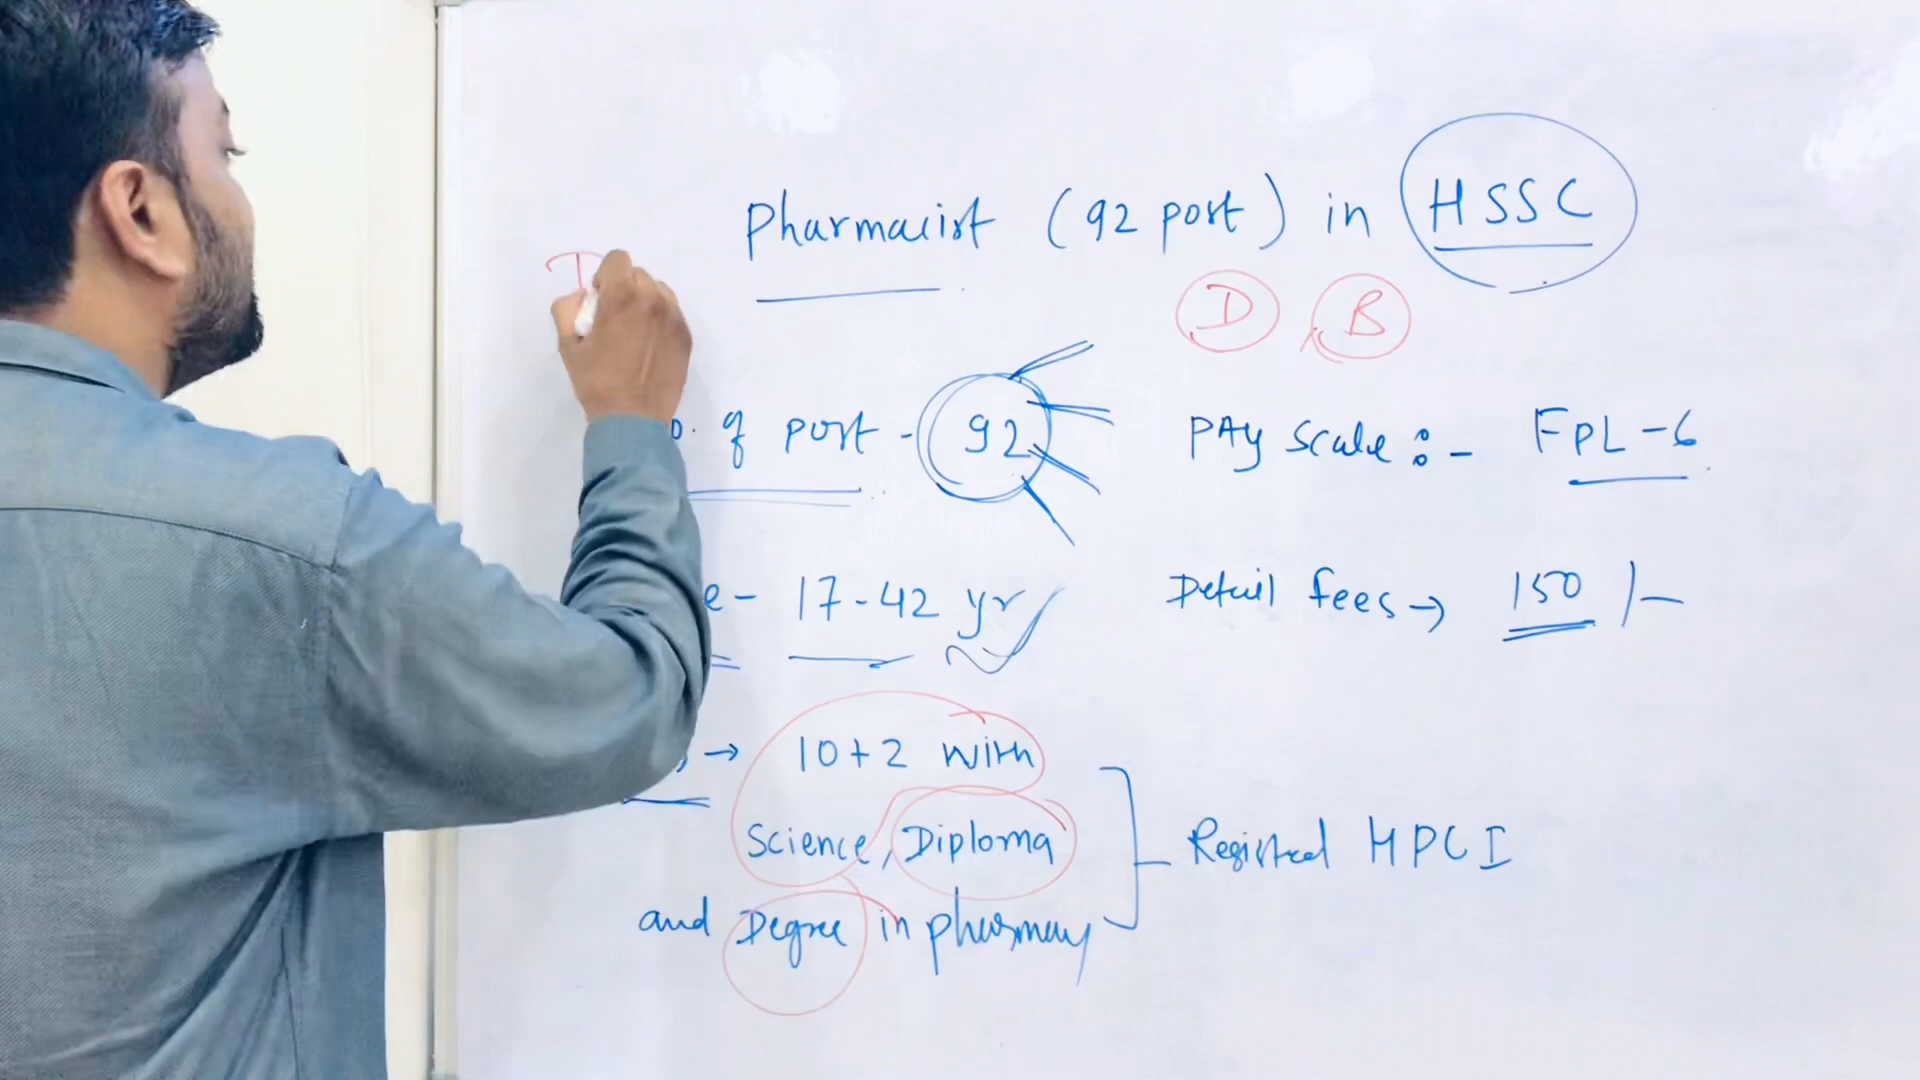 Pharmacist (92 post) in HSSC
D B
of post - 92
PAy Scale :- FPL-6
e- 17-42 yr
Detail fees → 150/-
→ 10+2 with
Science, Diploma
and Degree in pharmacy
Registred HPCI